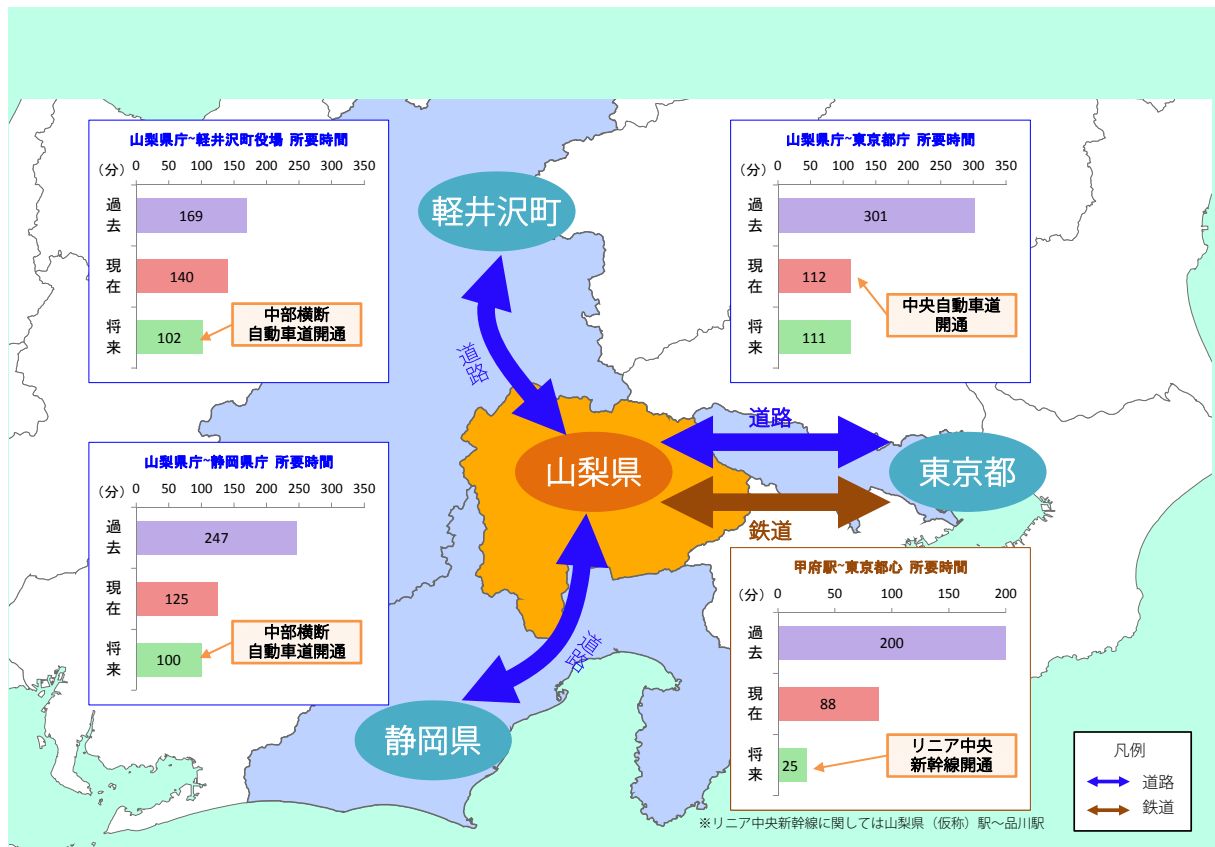 山梨県庁~軽井沢町役場 所要時間
（分） 0 50 100 150 200 250 300 350
過去 169
現在 140
将来 102
中部横断
自動車道開通
山梨県庁~東京都庁 所要時間
（分） 0 50 100 150 200 250 300 350
過去 301
現在 112
将来 111
中央自動車道
開通
軽井沢町
道路
山梨県
道路
東京都
鉄道
道路
静岡県
山梨県庁~静岡県庁 所要時間
（分） 0 50 100 150 200 250 300 350
過去 247
現在 125
将来 100
中部横断
自動車道開通
甲府駅~東京都心 所要時間
（分） 0 50 100 150 200
過去 200
現在 88
将来 25
リニア中央
新幹線開通
※リニア中央新幹線に関しては山梨県（仮称）駅～品川駅
凡例
道路
鉄道